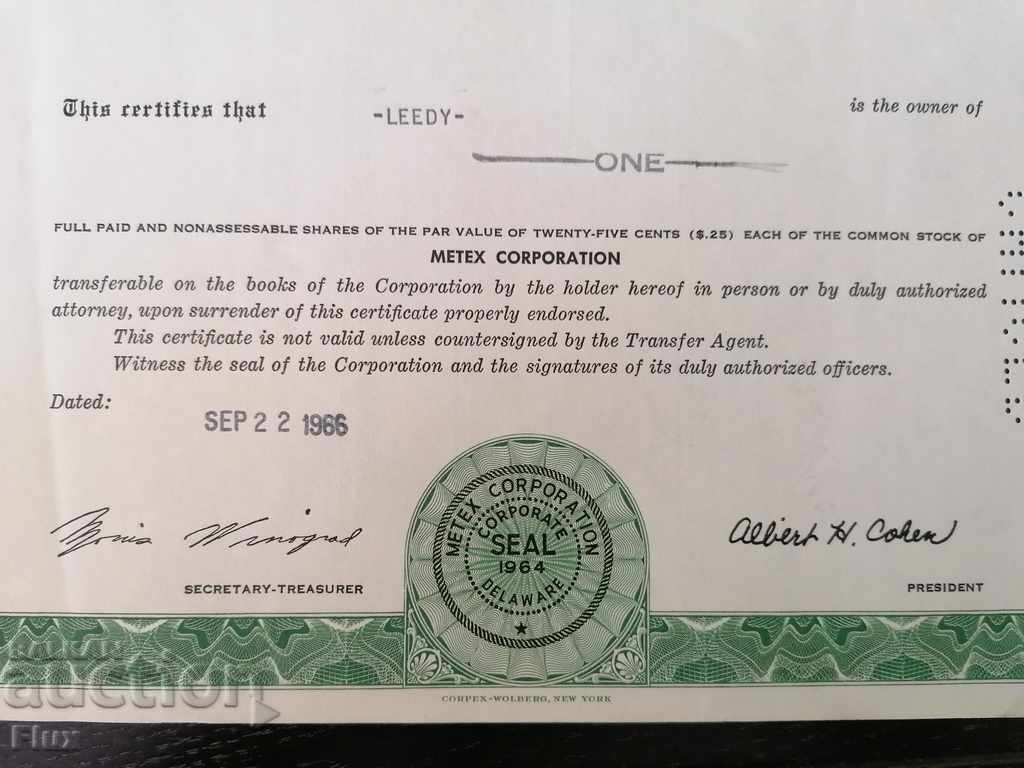 This certifies that -LEEDY- is the owner of
ONE
FULL PAID AND NONASSESSABLE SHARES OF THE PAR VALUE OF TWENTY-FIVE CENTS ($.25) EACH OF THE COMMON STOCK OF
METEX CORPORATION
transferable on the books of the Corporation by the holder hereof in person or by duly authorized
attorney, upon surrender of this certificate properly endorsed.
This certificate is not valid unless countersigned by the Transfer Agent.
Witness the seal of the Corporation and the signatures of its duly authorized officers.
Dated:
SEP 22 1966
METEX CORPORATION
CORPORATE
SEAL
1964
DELAWARE
Morris Winograd
SECRETARY-TREASURER
Albert H. Cohen
PRESIDENT
CORPEX-WOLBERG, NEW YORK
BALKAN
auction
Flux